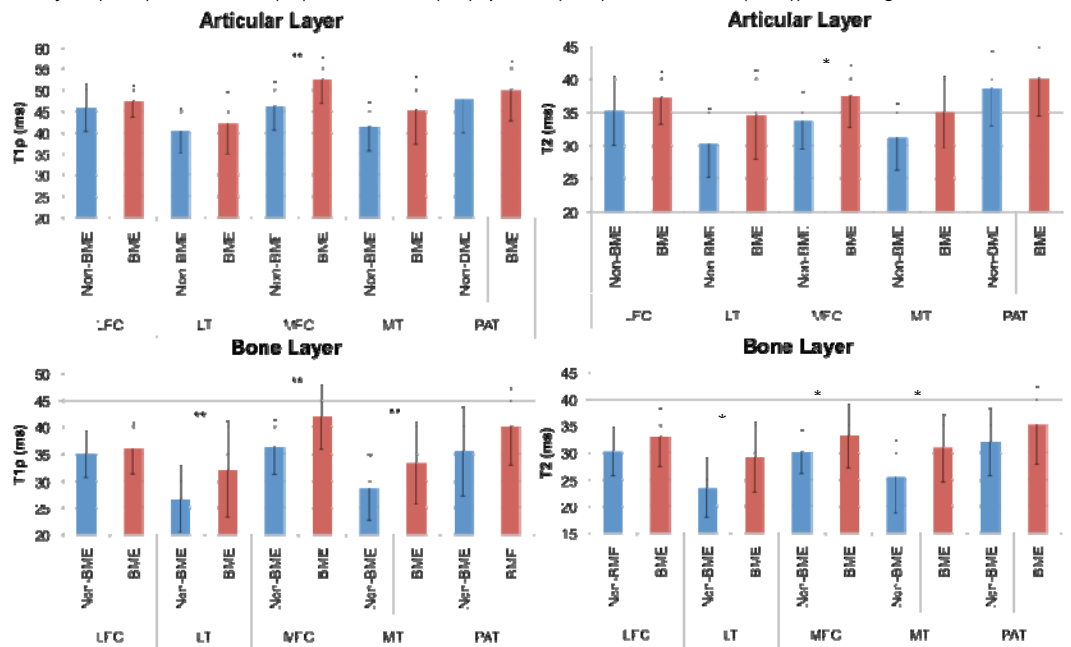 Articular Layer
T1p (ms)
60
55
50
45
40
35
30
25
20
**
Non-BME
BME
Non-BME
BME
Non-BME
BME
Non-BME
BME
BME
LFC
LT
MFC
MT
PAT
Articular Layer
T2 (ms)
45
40
35
30
25
20
*
Non-BME
BME
BME
BME
BME
BME
LFC
LT
MFC
MT
PAT
Bone Layer
T1p (ms)
50
45
40
35
30
25
20
**
**
**
Non-BME
BME
Non-BME
BME
Non-BME
BME
Non-BME
BME
Non-BME
LFC
LT
MFC
MT
PAT
Bone Layer
T2 (ms)
45
40
35
30
25
20
15
*
*
*
BME
Non-BME
BME
Non-BME
BME
Non-BME
BME
Non-BME
BME
LFC
LT
MFC
MT
PAT